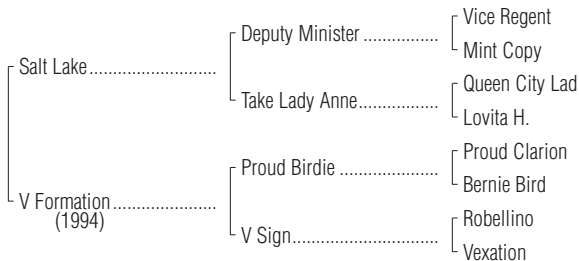 Vice Regent
Deputy Minister .................
Mint Copy
Salt Lake............................
Queen City Lad
Take Lady Anne..................
Lovita H.
Proud Clarion
Proud Birdie ......................
Bernie Bird
V Formation.......................
(1994)
Robellino
V Sign.................................
Vexation